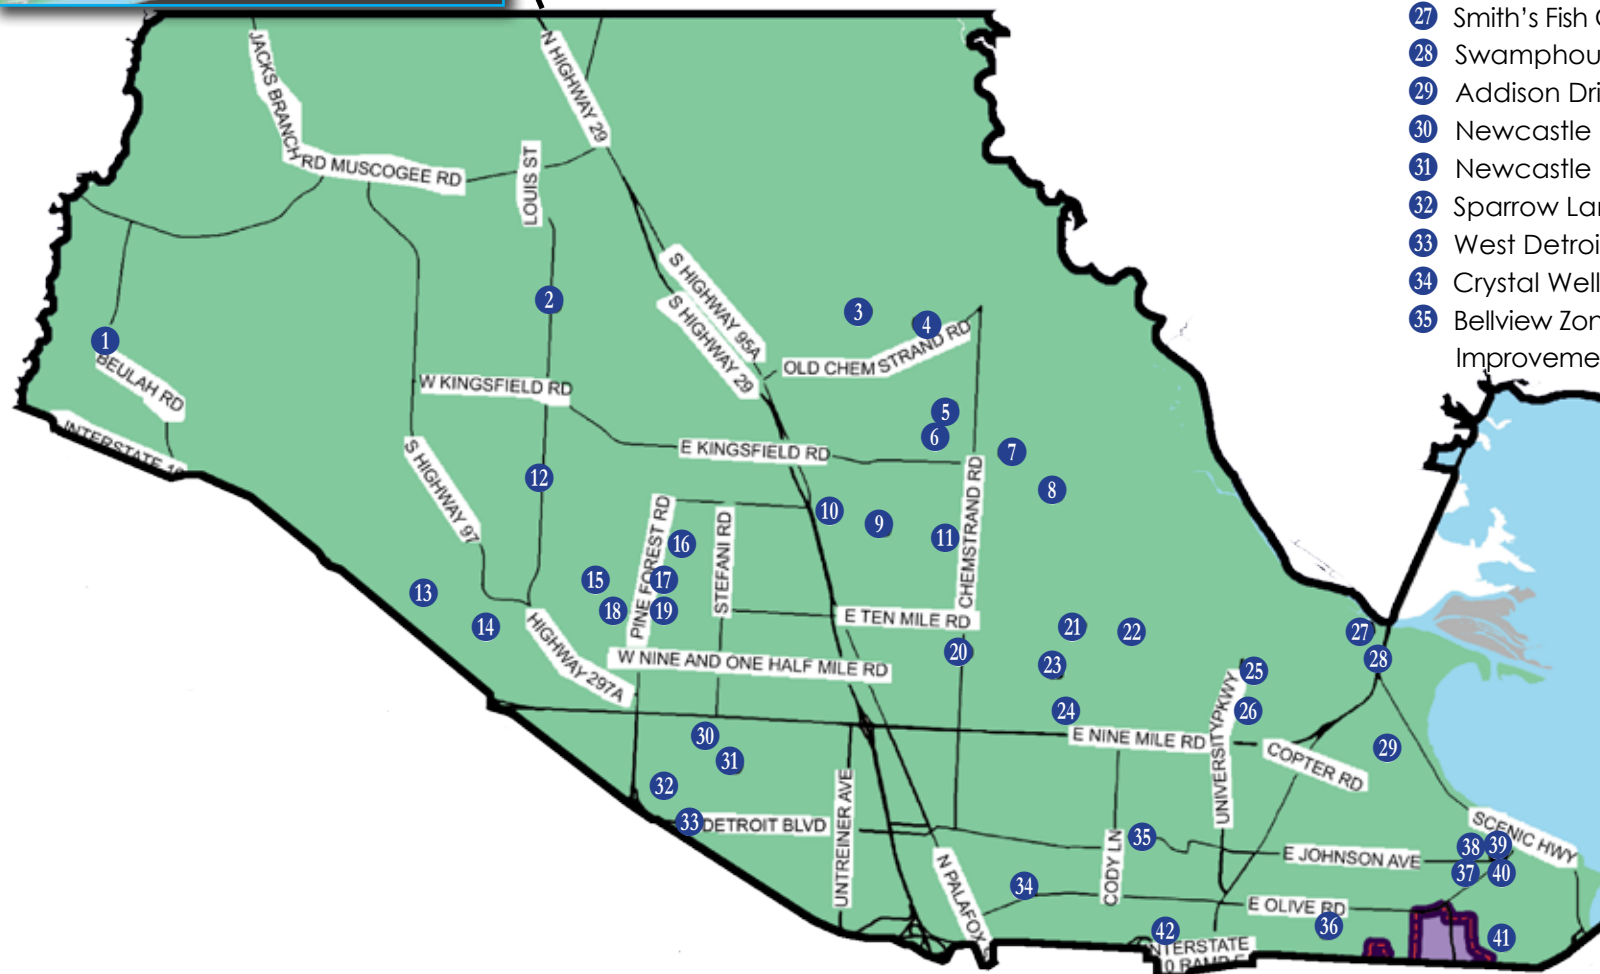 27 Smith's Fish
28 Swamphou
29 Addison Dri
30 Newcastle
31 Newcastle
32 Sparrow Lan
33 West Detroi
34 Crystal Well
35 Bellview Zon
Improveme
JACKS BRANCH RD
MUSCOGEE RD
N HIGHWAY 29
LOUIS ST
S HIGHWAY 95A
S HIGHWAY 29
OLD CHEMSTRAND RD
BEULAH RD
INTERSTATE 10
W KINGSFIELD RD
E KINGSFIELD RD
S HIGHWAY 97
PINE FOREST RD
STEFANI RD
CHEMSTRAND RD
E TEN MILE RD
HIGHWAY 297A
W NINE AND ONE HALF MILE RD
E NINE MILE RD
UNIVERSITY PKWY
COPTER RD
DETROIT BLVD
UNTREINER AVE
N PALAFOX
CODY LN
E JOHNSON AVE
SCENIC HWY
E OLIVE RD
INTERSTATE
10 RAMP E
1
2
3
4
5
6
7
8
9
10
11
12
13
14
15
16
17
18
19
20
21
22
23
24
25
26
27
28
29
30
31
32
33
34
35
36
37
38
39
40
41
42